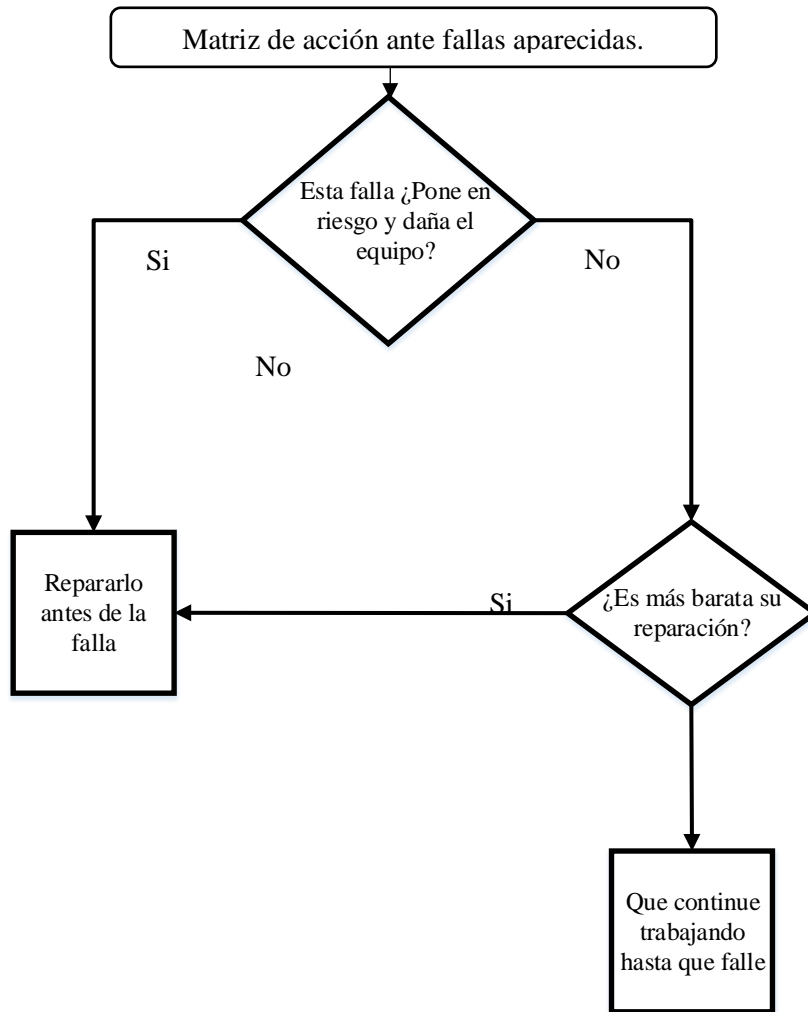 Matriz de acción ante fallas aparecidas.
Esta falla ¿Pone en
riesgo y daña el
equipo?
Si
No
No
Repararlo
antes de la
falla
Si
¿Es más barata su
reparación?
Que continue
trabajando
hasta que falle